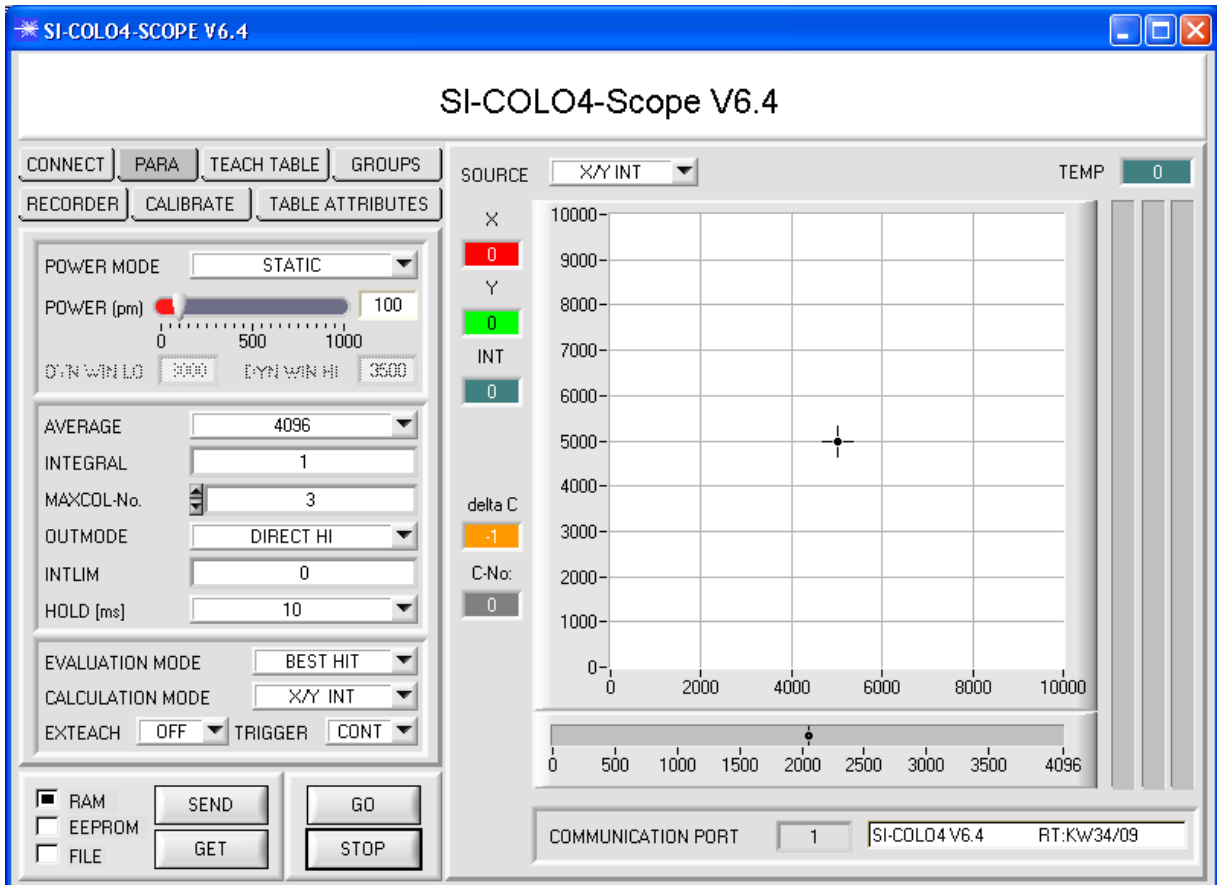 SI-COLO4-SCOPE V6.4
SI-COLO4-Scope V6.4
CONNECT PARA TEACH TABLE GROUPS
RECORDER CALIBRATE TABLE ATTRIBUTES
POWER MODE STATIC
POWER (pm) 100
0 500 1000
DYN WIN LO 3000 DYN WIN HI 3500
AVERAGE 4096
INTEGRAL 1
MAXCOL-No. 3
OUTMODE DIRECT HI
INTLIM 0
HOLD [ms] 10
EVALUATION MODE BEST HIT
CALCULATION MODE X/Y INT
EXTEACH OFF TRIGGER CONT
RAM
EEPROM
FILE
SEND
GET
GO
STOP
SOURCE X/Y INT
TEMP 0
X
0
Y
0
INT
0
delta C
-1
C-No:
0
10000
9000
8000
7000
6000
5000
4000
3000
2000
1000
0
0 2000 4000 6000 8000 10000
0 500 1000 1500 2000 2500 3000 3500 4096
COMMUNICATION PORT 1 SI-COLO4 V6.4 RT:KW34/09